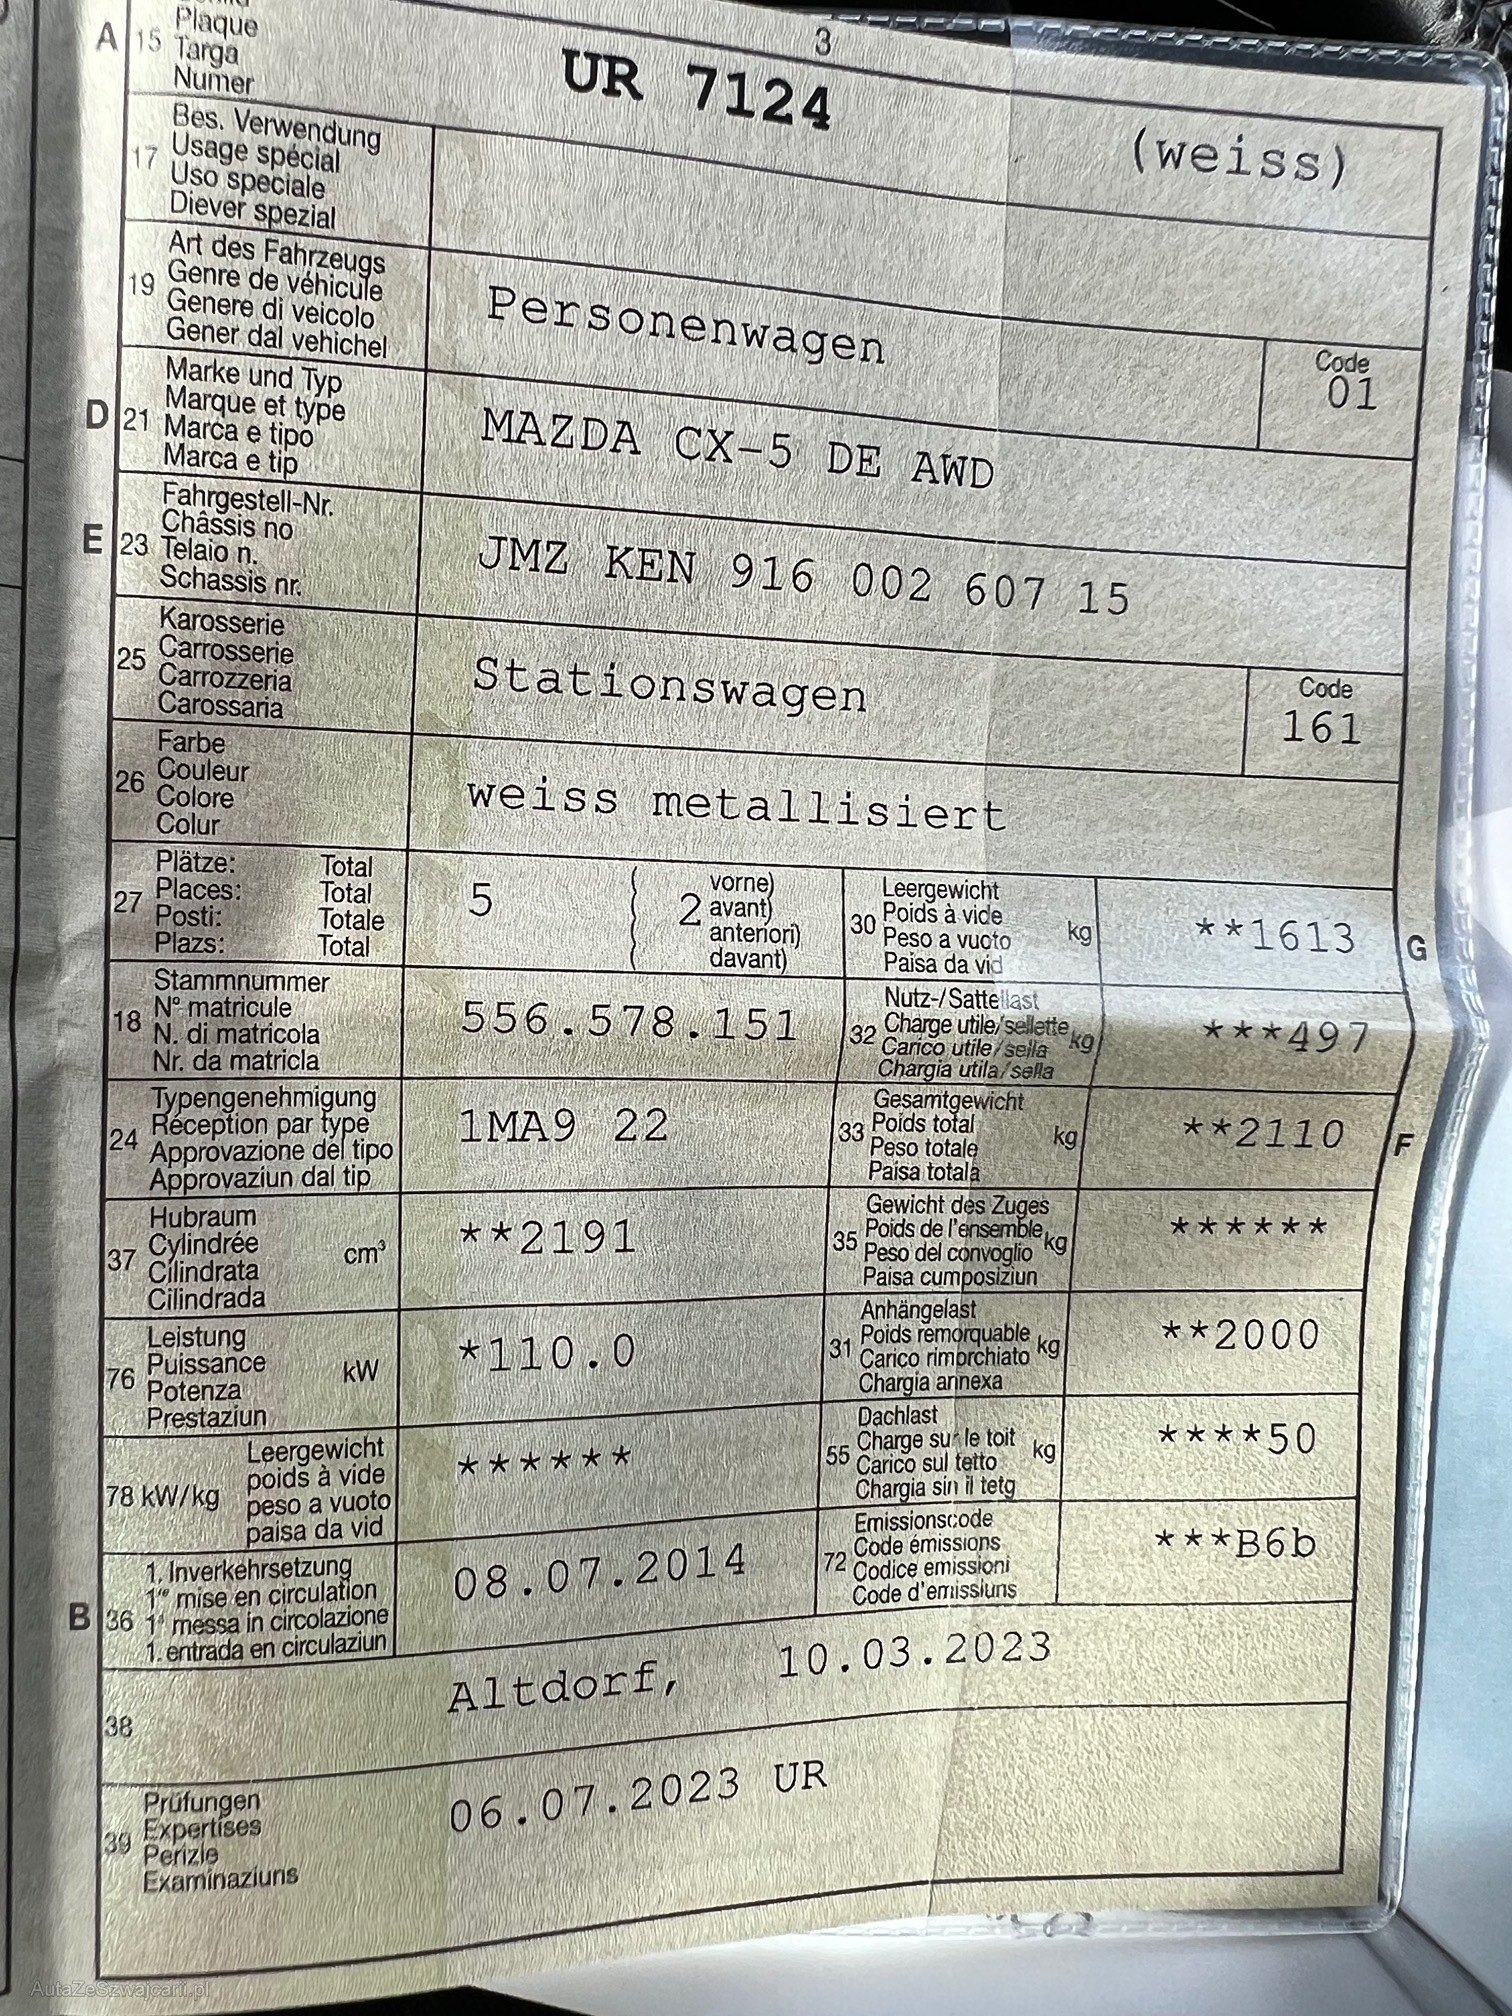 3
A 15 Plaque
Targa
Numer
UR 7124
(weiss)
17 Bes. Verwendung
Usage spécial
Uso speciale
Diever spezial
19 Art des Fahrzeugs
Genre de véhicule
Genere di veicolo
Gener dal vehichel
Personenwagen
Code
01
D 21 Marke und Typ
Marque et type
Marca e tipo
Marca e tip
MAZDA CX-5 DE AWD
E 23 Fahrgestell-Nr.
Châssis no
Telaio n.
Schassis nr.
JMZ KEN 916 002 607 15
25 Karosserie
Carrosserie
Carrozzeria
Carossaria
Stationswagen
Code
161
26 Farbe
Couleur
Colore
Colur
weiss metallisiert
27 Plätze: Total
Places: Total
Posti: Totale
Plazs: Total
5 ( 2 vorne)
avant)
anteriori)
davant)
30 Leergewicht
Poids à vide
Peso a vuoto
Paisa da vid
kg
**1613
G
18 Stammnummer
N° matricule
N. di matricola
Nr. da matricla
556.578.151
32 Nutz-/Sattellast
Charge utile/sellette
Carico utile/sella
Chargia utila/sella
kg
***497
24 Typengenehmigung
Réception par type
Approvazione del tipo
Approvaziun dal tip
1MA9 22
33 Gesamtgewicht
Poids total
Peso totale
Paisa totala
kg
**2110
F
37 Hubraum
Cylindrée
Cilindrata
Cilindrada
cm³
**2191
35 Gewicht des Zuges
Poids de l'ensemble
Peso del convoglio
Paisa cumposiziun
kg
******
76 Leistung
Puissance
Potenza
Prestaziun
kW
*110.0
31 Anhängelast
Poids remorquable
Carico rimorchiato
Chargia annexa
kg
**2000
78 kW/kg Leergewicht
poids à vide
peso a vuoto
paisa da vid
******
55 Dachlast
Charge sur le toit
Carico sul tetto
Chargia sin il tetg
kg
****50
B 36 1. Inverkehrsetzung
1re mise en circulation
1a messa in circolazione
1. entrada en circulaziun
08.07.2014
72 Emissionscode
Code émissions
Codice emissioni
Code d'emissiuns
***B6b
38
Altdorf, 10.03.2023
39 Prüfungen
Expertises
Perizie
Examinaziuns
06.07.2023 UR
AutaZeSzwajcarii.pl